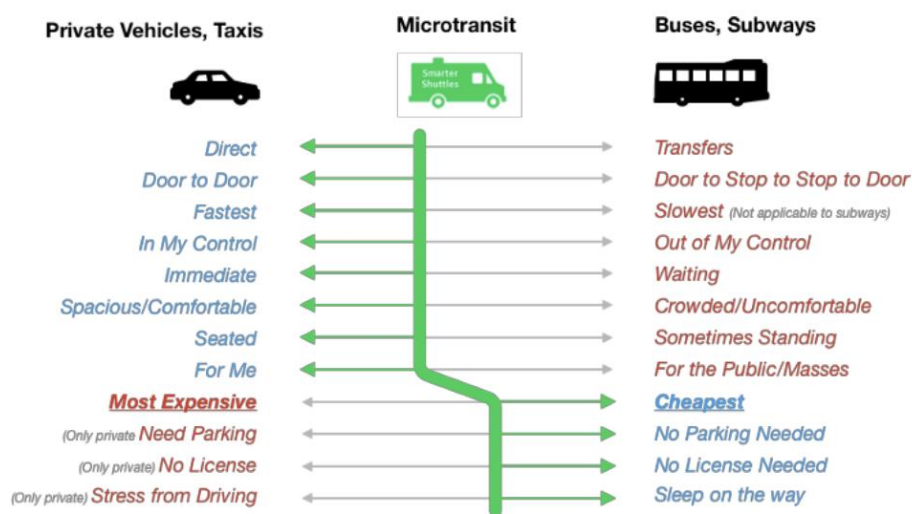 Private Vehicles, Taxis
Microtransit
Buses, Subways
Smarter
Shuttles
Direct
Transfers
Door to Door
Door to Stop to Stop to Door
Fastest
Slowest (Not applicable to subways)
In My Control
Out of My Control
Immediate
Waiting
Spacious/Comfortable
Crowded/Uncomfortable
Seated
Sometimes Standing
For Me
For the Public/Masses
Most Expensive
Cheapest
(Only private Need Parking
No Parking Needed
(Only private) No License
No License Needed
(Only private) Stress from Driving
Sleep on the way